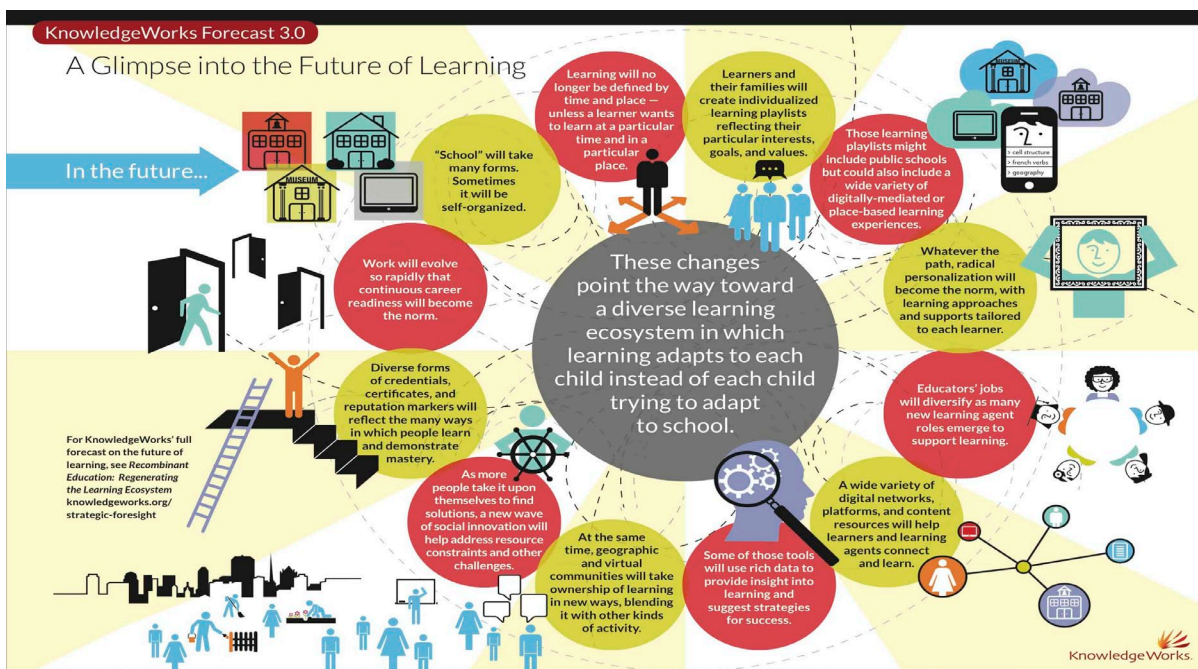 KnowledgeWorks Forecast 3.0
A Glimpse into the Future of Learning
In the future...
MUSEUM
"School" will take
many forms.
Sometimes
it will be
self-organized.
Learning will no
longer be defined by
time and place —
unless a learner wants
to learn at a particular
time and in a
particular
place.
Learners and
their families will
create individualized
learning playlists
reflecting their
particular interests,
goals, and values.
Those learning
playlists might
include public schools
but could also include a
wide variety of
digitally-mediated or
place-based learning
experiences.
MUSEUM
> cell structure
> french verbs
> geography
Whatever the
path, radical
personalization will
become the norm, with
learning approaches
and supports tailored
to each learner.
Educators' jobs
will diversify as many
new learning agent
roles emerge to
support learning.
A wide variety of
digital networks,
platforms, and content
resources will help
learners and learning
agents connect
and learn.
Some of those tools
will use rich data to
provide insight into
learning and
suggest strategies
for success.
At the same
time, geographic
and virtual
communities will take
ownership of learning
in new ways, blending
it with other kinds
of activity.
As more
people take it upon
themselves to find
solutions, a new wave
of social innovation will
help address resource
constraints and other
challenges.
Diverse forms
of credentials,
certificates, and
reputation markers will
reflect the many ways
in which people learn
and demonstrate
mastery.
Work will evolve
so rapidly that
continuous career
readiness will become
the norm.
These changes
point the way toward
a diverse learning
ecosystem in which
learning adapts to each
child instead of each child
trying to adapt
to school.
For KnowledgeWorks' full
forecast on the future of
learning, see Recombinant
Education: Regenerating
the Learning Ecosystem
knowledgeworks.org/
strategic-foresight
KnowledgeWorks.